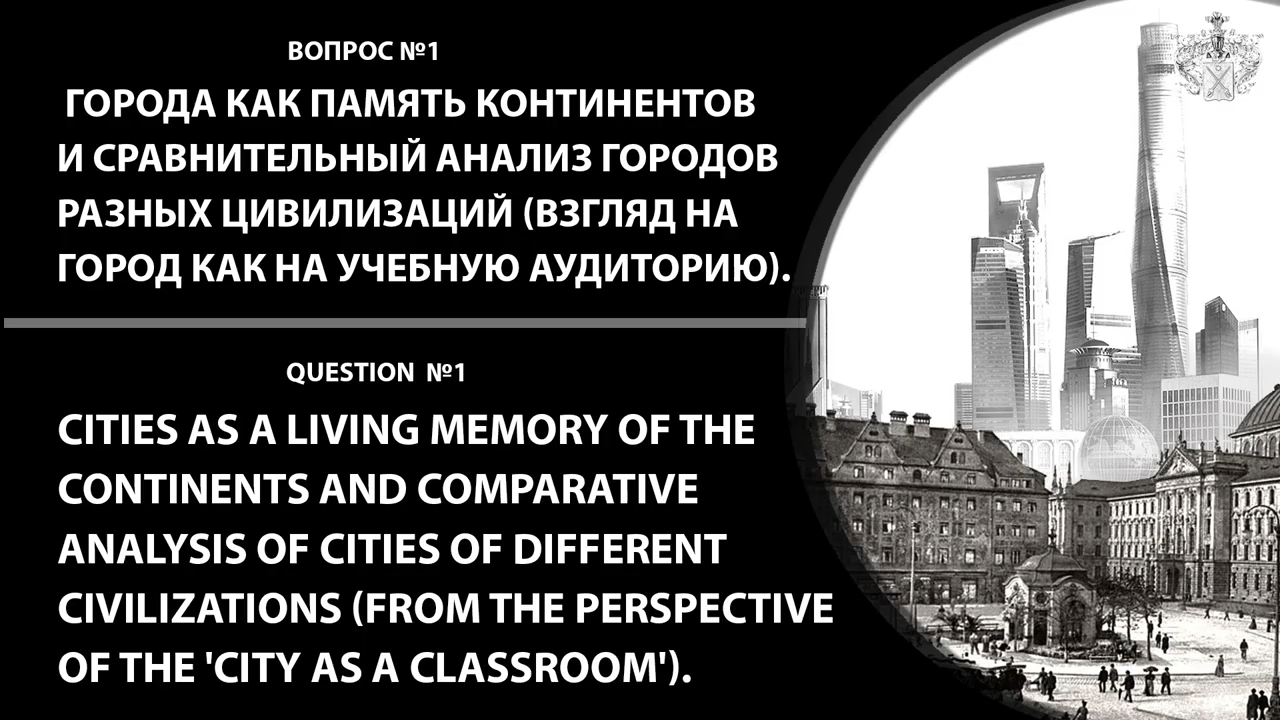 ВОПРОС №1
ГОРОДА КАК ПАМЯТЬ КОНТИНЕНТОВ
И СРАВНИТЕЛЬНЫЙ АНАЛИЗ ГОРОДОВ
РАЗНЫХ ЦИВИЛИЗАЦИЙ (ВЗГЛЯД НА
ГОРОД КАК НА УЧЕБНУЮ АУДИТОРИЮ).
QUESTION №1
CITIES AS A LIVING MEMORY OF THE
CONTINENTS AND COMPARATIVE
ANALYSIS OF CITIES OF DIFFERENT
CIVILIZATIONS (FROM THE PERSPECTIVE
OF THE 'CITY AS A CLASSROOM').